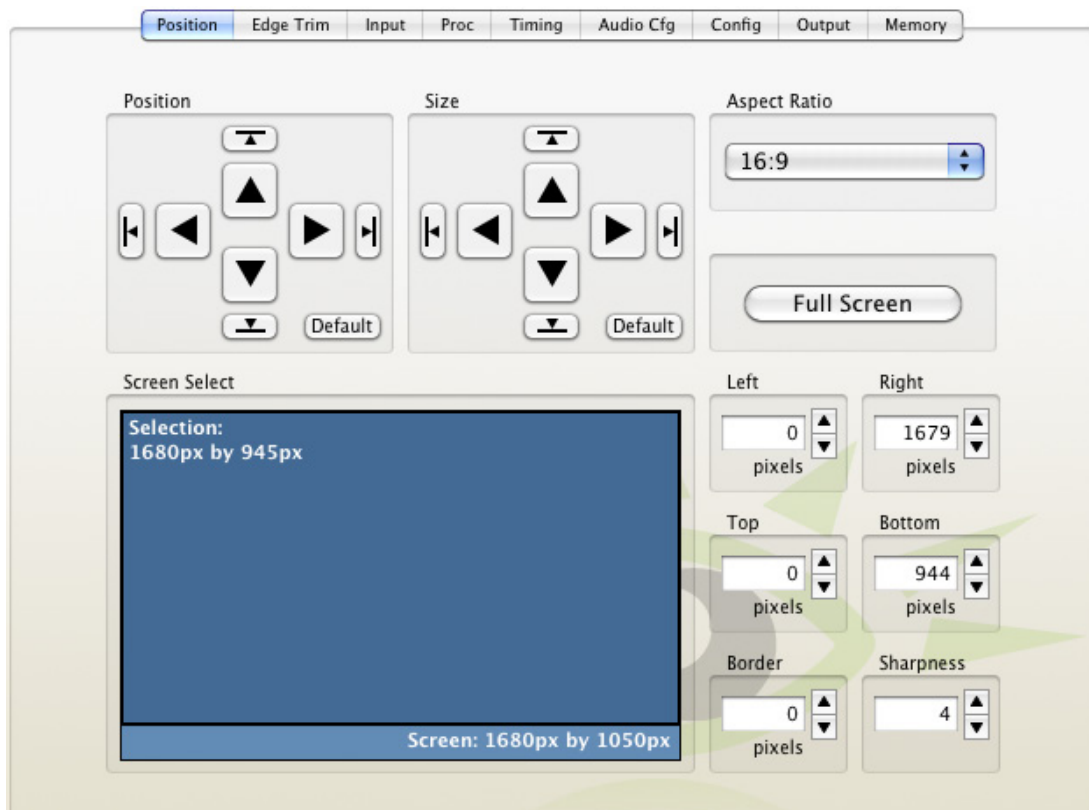 Position Edge Trim Input Proc Timing Audio Cfg Config Output Memory
Position
Default
Size
Default
Aspect Ratio
16:9
Full Screen
Screen Select
Selection:
1680px by 945px
Screen: 1680px by 1050px
Left
0
pixels
Right
1679
pixels
Top
0
pixels
Bottom
944
pixels
Border
0
pixels
Sharpness
4